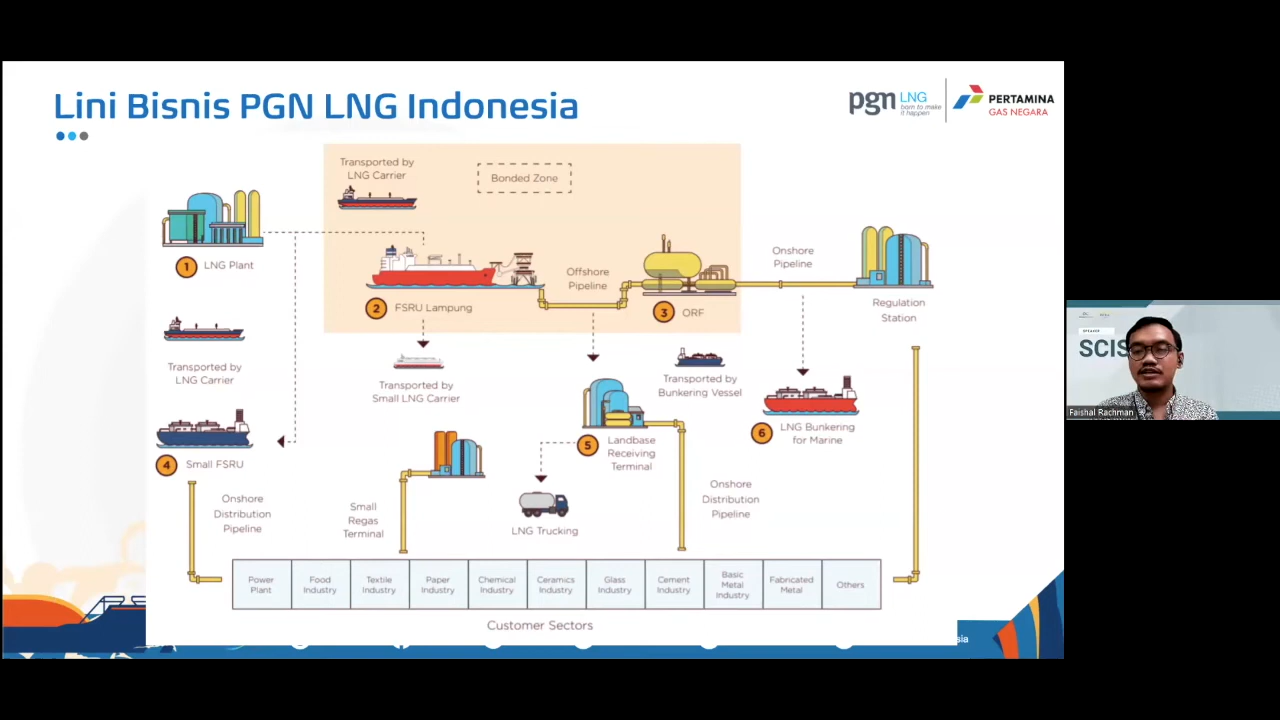 Lini Bisnis PGN LNG Indonesia
pgn LNG
born to make
it happen
PERTAMINA
GAS NEGARA
Transported by
LNG Carrier
Bonded Zone
1 LNG Plant
2 FSRU Lampung
Offshore
Pipeline
3 ORF
Onshore
Pipeline
Regulation
Station
Transported by
LNG Carrier
Transported by
Small LNG Carrier
Transported by
Bunkering Vessel
6 LNG Bunkering
for Marine
4 Small FSRU
5 Landbase
Receiving
Terminal
Onshore
Distribution
Pipeline
Small
Regas
Terminal
LNG Trucking
Onshore
Distribution
Pipeline
Power
Plant
Food
Industry
Textile
Industry
Paper
Industry
Chemical
Industry
Ceramics
Industry
Glass
Industry
Cement
Industry
Basic
Metal
Industry
Fabricated
Metal
Others
Customer Sectors
SPEAKER
SCIS
Faishal Rachman